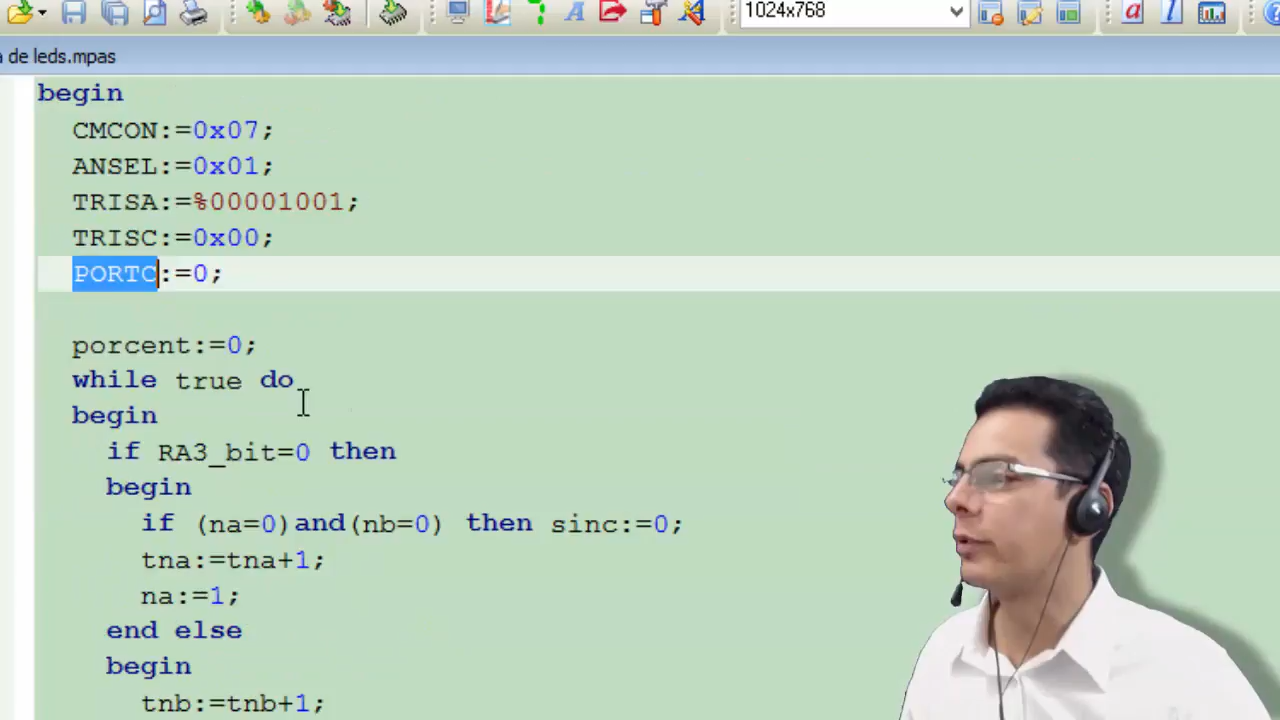 1024x768
a de leds.mpas
begin
CMCON:=0x07;
ANSEL:=0x01;
TRISA:=%00001001;
TRISC:=0x00;
PORTC:=0;
porcent:=0;
while true do
begin
if RA3_bit=0 then
begin
if (na=0)and(nb=0) then sinc:=0;
tna:=tna+1;
na:=1;
end else
begin
tnb:=tnb+1;